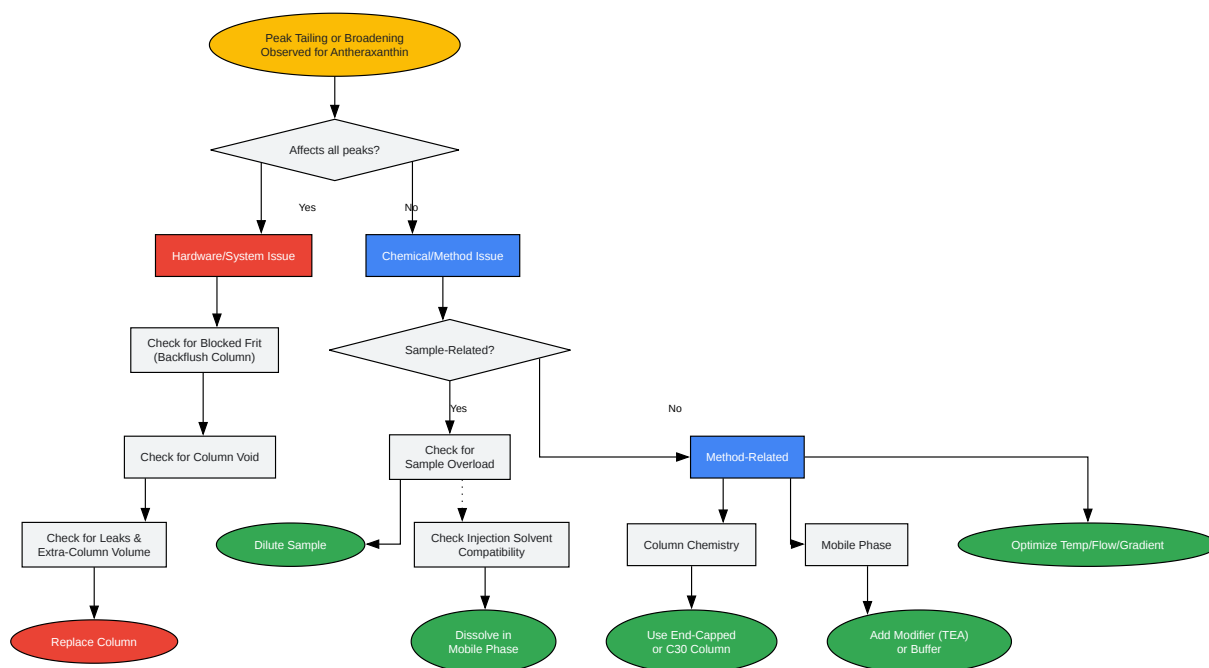 Peak Tailing or Broadening
Observed for Antheraxanthin
Affects all peaks?
Yes
No
Hardware/System Issue
Chemical/Method Issue
Check for Blocked Frit
(Backflush Column)
Sample-Related?
Yes
No
Check for Column Void
Check for
Sample Overload
Method-Related
Check for Leaks &
Extra-Column Volume
Dilute Sample
Check Injection Solvent
Compatibility
Column Chemistry
Mobile Phase
Optimize Temp/Flow/Gradient
Replace Column
Dissolve in
Mobile Phase
Use End-Capped
or C30 Column
Add Modifier (TEA)
or Buffer